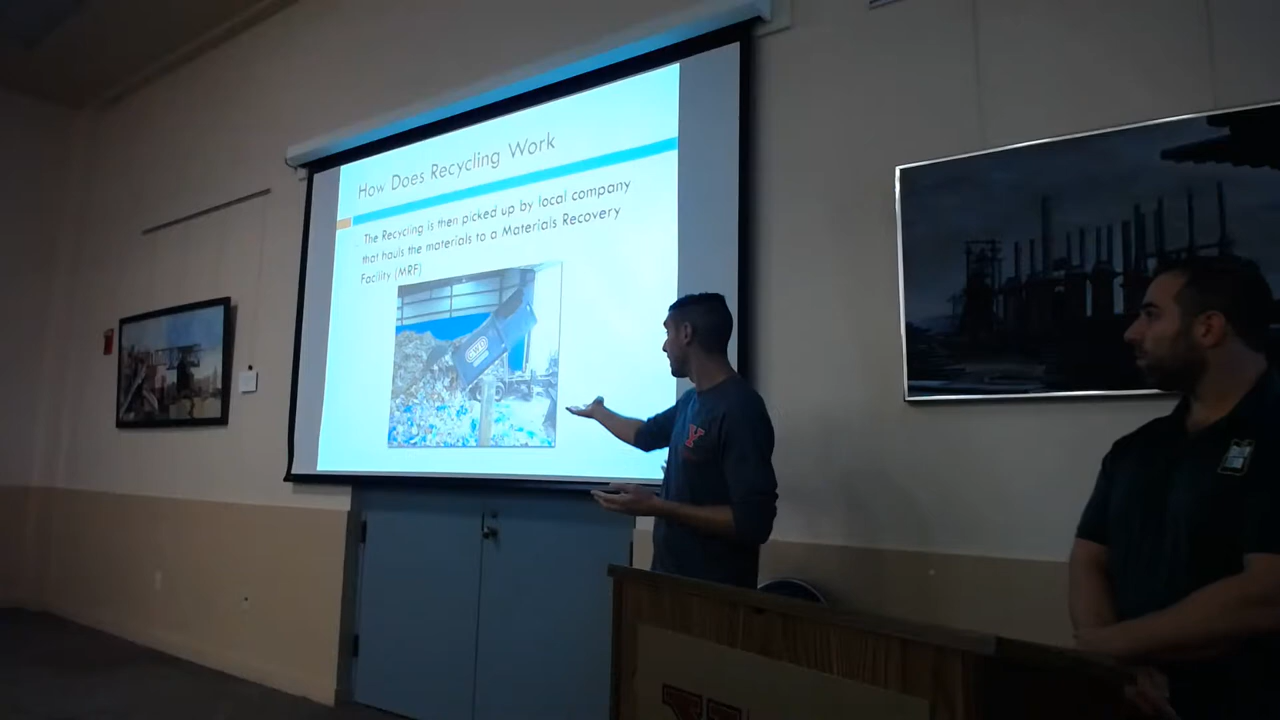 How Does Recycling Work
The Recycling is then picked up by local company
that hauls the materials to a Materials Recovery
Facility (MRF)
GWD
Y
Y